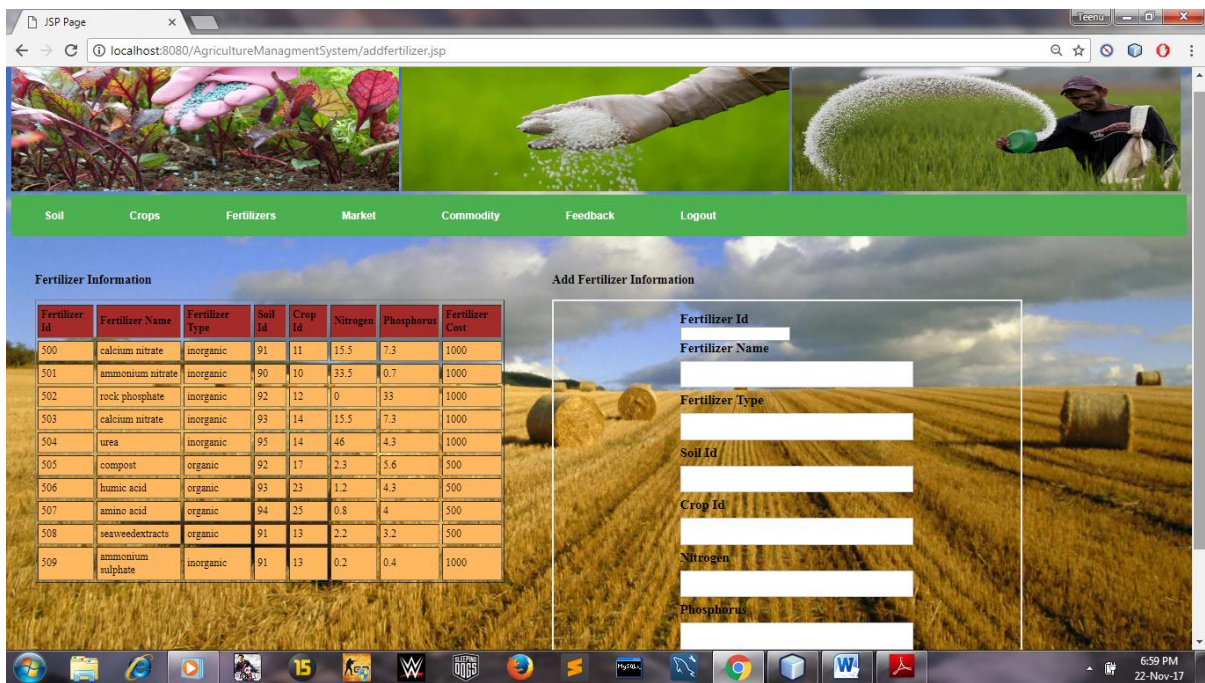 JSP Page
Teenu
localhost:8080/AgricultureManagmentSystem/addfertilizer.jsp
Soil Crops Fertilizers Market Commodity Feedback Logout
Fertilizer Information
Fertilizer Id Fertilizer Name Fertilizer Type Soil Id Crop Id Nitrogen Phosphorus Fertilizer Cost
500 calcium nitrate inorganic 91 11 15.5 7.3 1000
501 ammonium nitrate inorganic 90 10 33.5 0.7 1000
502 rock phosphate inorganic 92 12 0 33 1000
503 calcium nitrate inorganic 93 14 15.5 7.3 1000
504 urea inorganic 95 14 46 4.3 1000
505 compost organic 92 17 2.3 5.6 500
506 humic acid organic 93 23 1.2 4.3 500
507 amino acid organic 94 25 0.8 4 500
508 seaweedextracts organic 91 13 2.2 3.2 500
509 ammonium sulphate inorganic 91 13 0.2 0.4 1000
Add Fertilizer Information
Fertilizer Id
Fertilizer Name
Fertilizer Type
Soil Id
Crop Id
Nitrogen
Phosphorus
15
W
SLEEPING DOGS
MySQL
W
6:59 PM
22-Nov-17